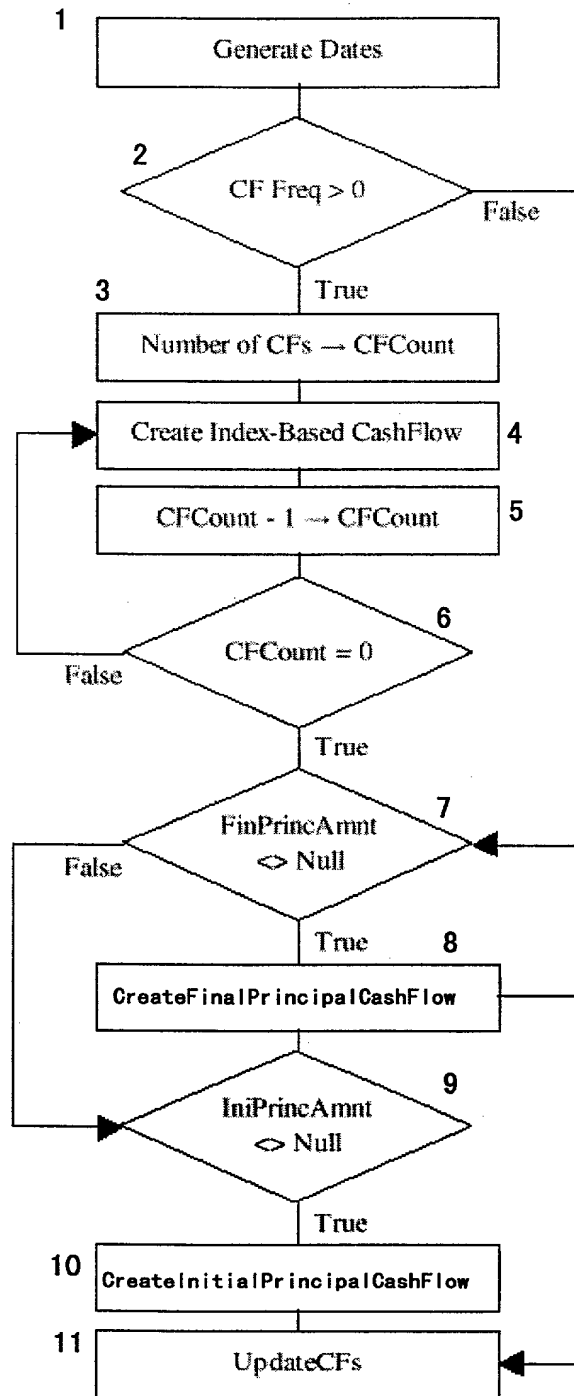 1
Generate Dates
2
CF Freq > 0
False
True
3
Number of CFs → CFCount
Create Index-Based CashFlow
4
CFCount - 1 → CFCount
5
6
CFCount = 0
False
True
7
FinPrincAmnt
<> Null
False
True
8
CreateFinalPrincipalCashFlow
9
IniPrincAmnt
<> Null
True
10
CreateInitialPrincipalCashFlow
11
UpdateCFs